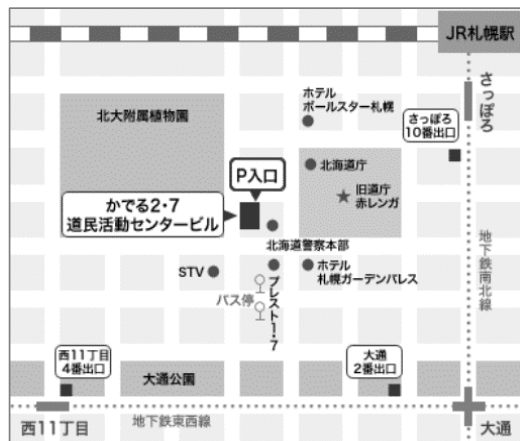 JR札幌駅
さっぽろ
ホテル
ポールスター札幌
北大附属植物園
さっぽろ
10番出口
北海道庁
P入口
旧道庁
赤レンガ
かでる2・7
道民活動センタービル
北海道警察本部
地下鉄南北線
STV
ホテル
札幌ガーデンパレス
バス停
プレスト1・7
西11丁目
4番出口
大通公園
大通
2番出口
西11丁目
地下鉄東西線
大通